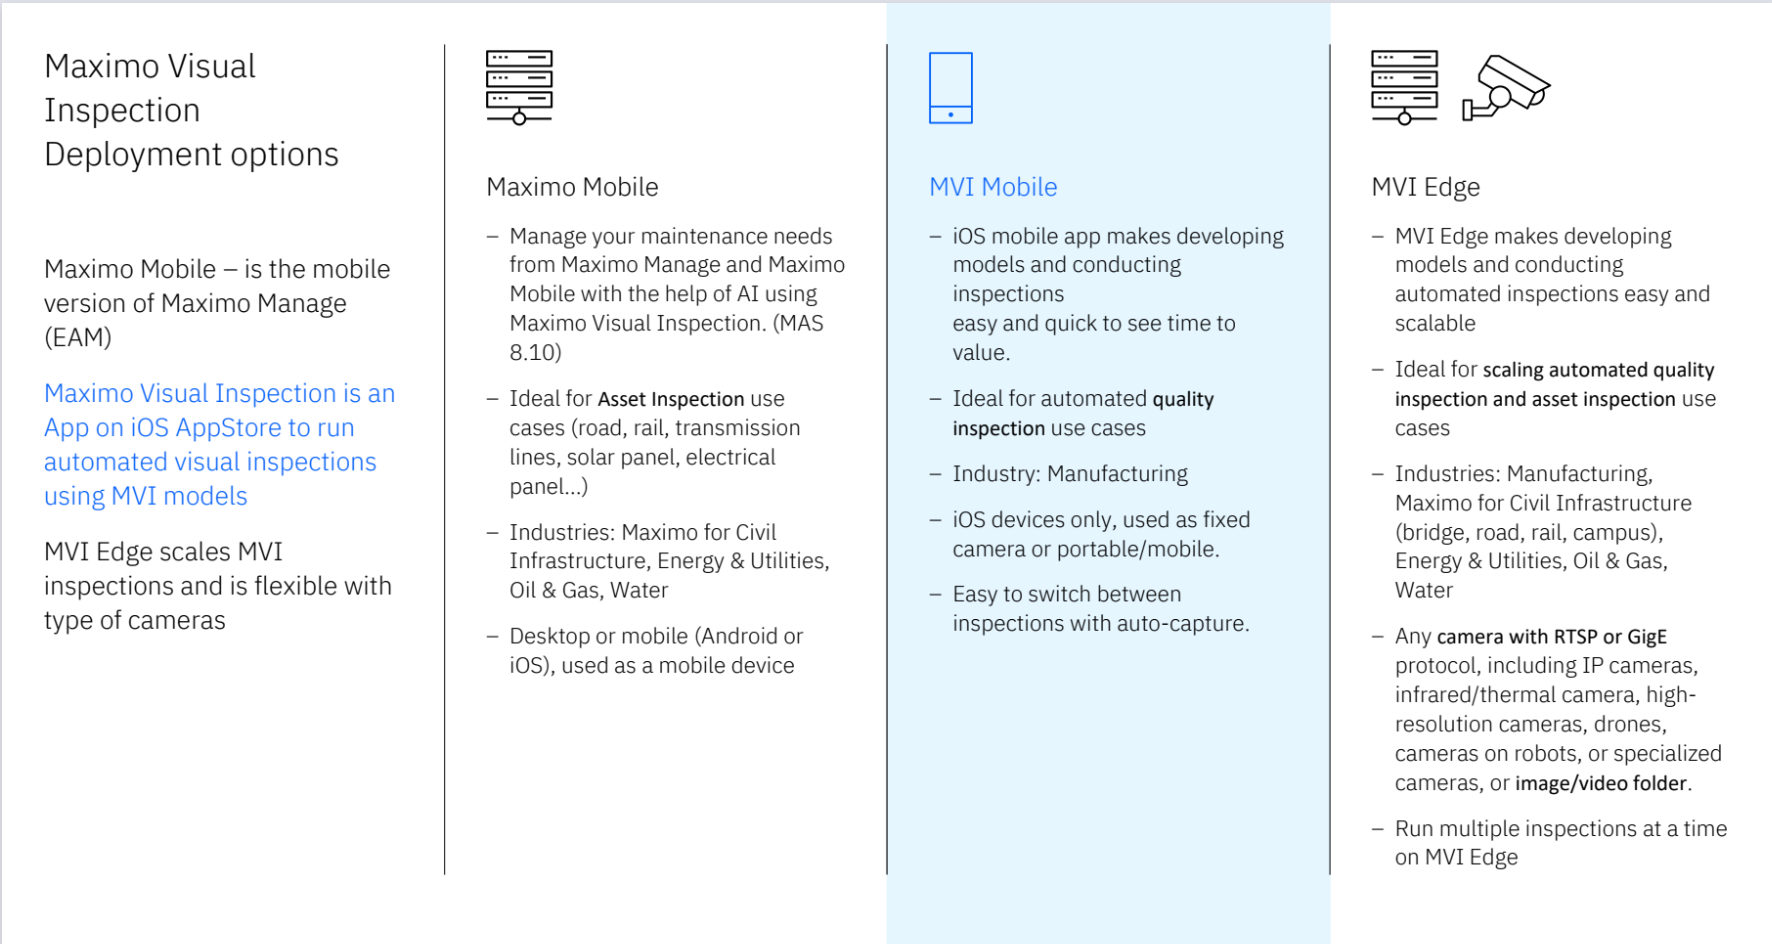 Maximo Visual
Inspection
Deployment options
Maximo Mobile – is the mobile
version of Maximo Manage
(EAM)
Maximo Visual Inspection is an
App on iOS AppStore to run
automated visual inspections
using MVI models
MVI Edge scales MVI
inspections and is flexible with
type of cameras
Maximo Mobile
– Manage your maintenance needs
from Maximo Manage and Maximo
Mobile with the help of AI using
Maximo Visual Inspection. (MAS
8.10)
– Ideal for Asset Inspection use
cases (road, rail, transmission
lines, solar panel, electrical
panel...)
– Industries: Maximo for Civil
Infrastructure, Energy & Utilities,
Oil & Gas, Water
– Desktop or mobile (Android or
iOS), used as a mobile device
MVI Mobile
– iOS mobile app makes developing
models and conducting
inspections
easy and quick to see time to
value.
– Ideal for automated quality
inspection use cases
– Industry: Manufacturing
– iOS devices only, used as fixed
camera or portable/mobile.
– Easy to switch between
inspections with auto-capture.
MVI Edge
– MVI Edge makes developing
models and conducting
automated inspections easy and
scalable
– Ideal for scaling automated quality
inspection and asset inspection use
cases
– Industries: Manufacturing,
Maximo for Civil Infrastructure
(bridge, road, rail, campus),
Energy & Utilities, Oil & Gas,
Water
– Any camera with RTSP or GigE
protocol, including IP cameras,
infrared/thermal camera, high-
resolution cameras, drones,
cameras on robots, or specialized
cameras, or image/video folder.
– Run multiple inspections at a time
on MVI Edge